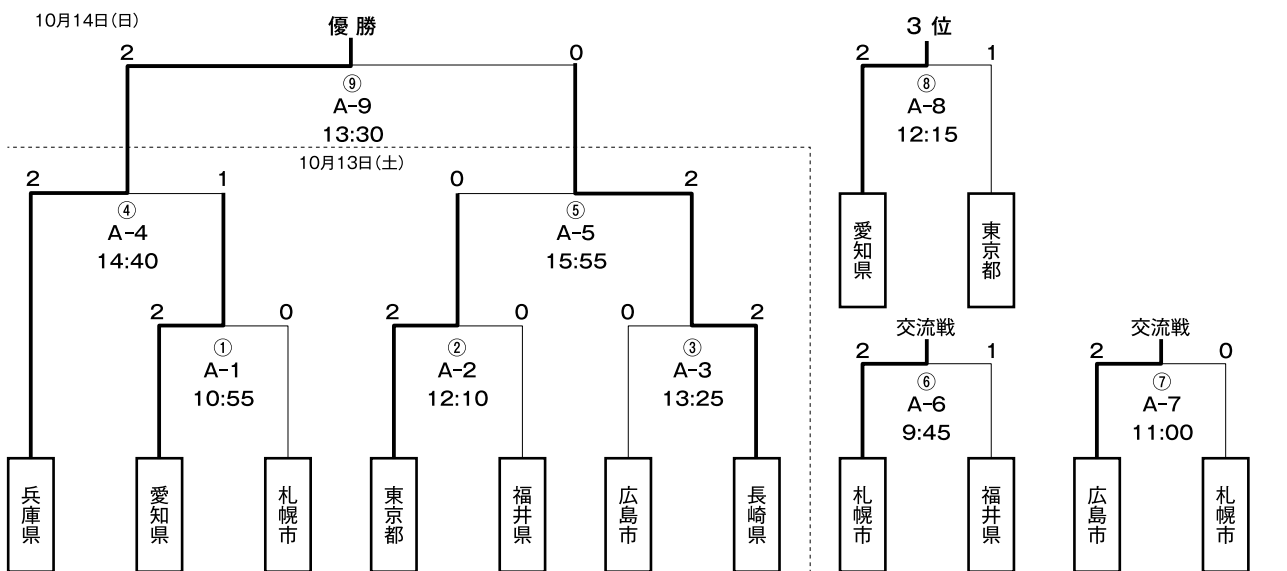 10月14日(日)
優勝
3 位
2
0
2
1
⑨
A-9
13:30
⑧
A-8
12:15
10月13日(土)
2
1
0
2
④
A-4
14:40
⑤
A-5
15:55
愛知県
東京都
2
0
2
0
0
2
①
A-1
10:55
②
A-2
12:10
③
A-3
13:25
交流戦
交流戦
2
1
2
0
⑥
A-6
9:45
⑦
A-7
11:00
兵庫県
愛知県
札幌市
東京都
福井県
広島市
長崎県
札幌市
福井県
広島市
札幌市